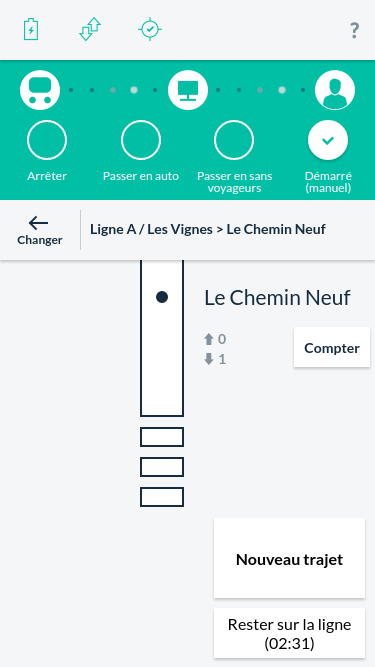 ?
Arrêter
Passer en auto
Passer en sans
voyageurs
Démarré
(manuel)
Changer
Ligne A / Les Vignes > Le Chemin Neuf
Le Chemin Neuf
0
1
Compter
Nouveau trajet
Rester sur la ligne
(02:31)